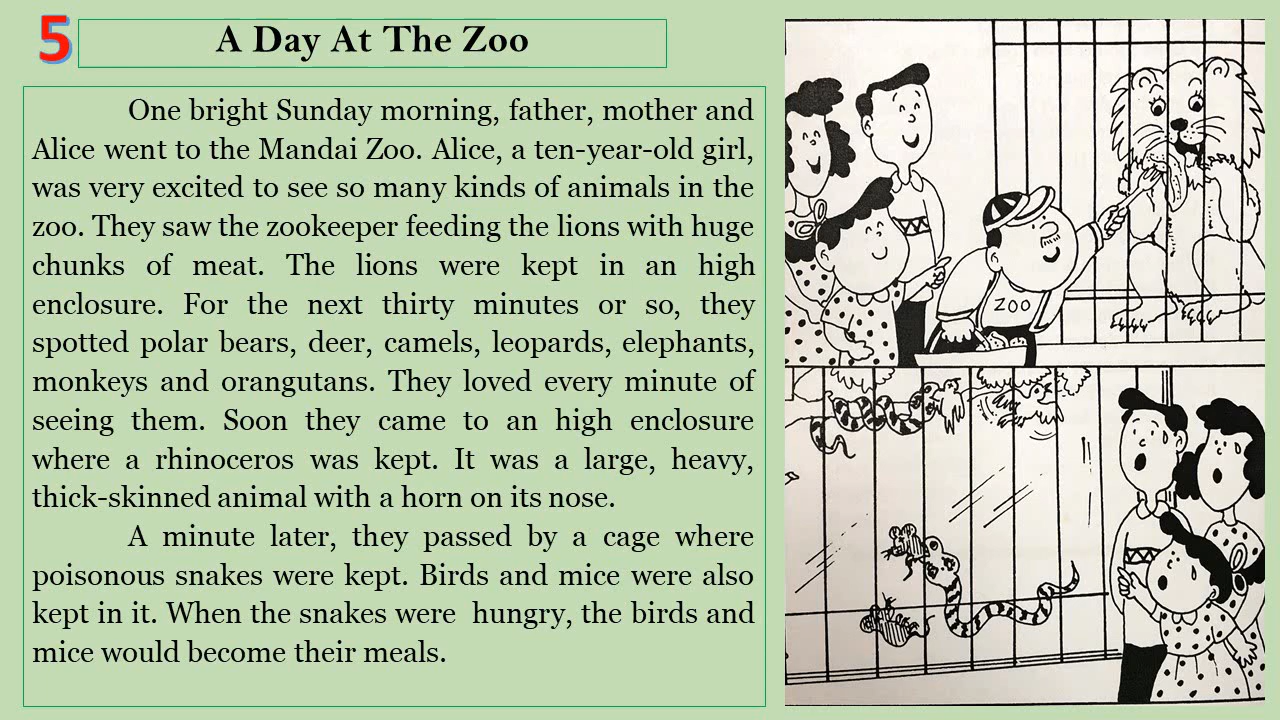 5
A Day At The Zoo
One bright Sunday morning, father, mother and
Alice went to the Mandai Zoo. Alice, a ten-year-old girl,
was very excited to see so many kinds of animals in the
zoo. They saw the zookeeper feeding the lions with huge
chunks of meat. The lions were kept in an high
enclosure. For the next thirty minutes or so, they
spotted polar bears, deer, camels, leopards, elephants,
monkeys and orangutans. They loved every minute of
seeing them. Soon they came to an high enclosure
where a rhinoceros was kept. It was a large, heavy,
thick-skinned animal with a horn on its nose.
A minute later, they passed by a cage where
poisonous snakes were kept. Birds and mice were also
kept in it. When the snakes were hungry, the birds and
mice would become their meals.
ZOO